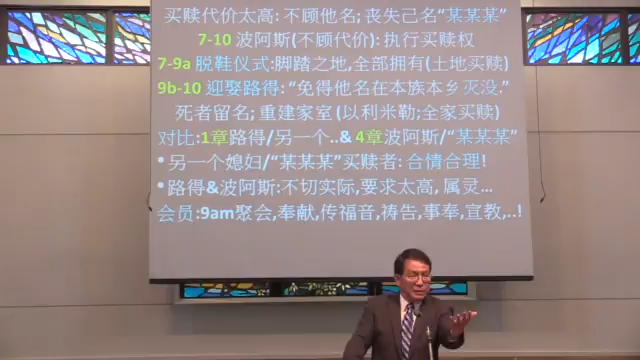 买赎代价太高: 不顾他名; 丧失己名“某某某”
7-10 波阿斯(不顾代价): 执行买赎权
7-9a 脱鞋仪式:脚踏之地,全部拥有(土地买赎)
9b-10 迎娶路得: “免得他名在本族本乡灭没.”
死者留名; 重建家室 (以利米勒;全家买赎)
对比:1章路得/另一个..& 4章波阿斯/“某某某”
• 另一个媳妇/“某某某”买赎者: 合情合理!
• 路得&波阿斯:不切实际,要求太高, 属灵...
会员:9am聚会,奉献,传福音,祷告,事奉,宣教,..!